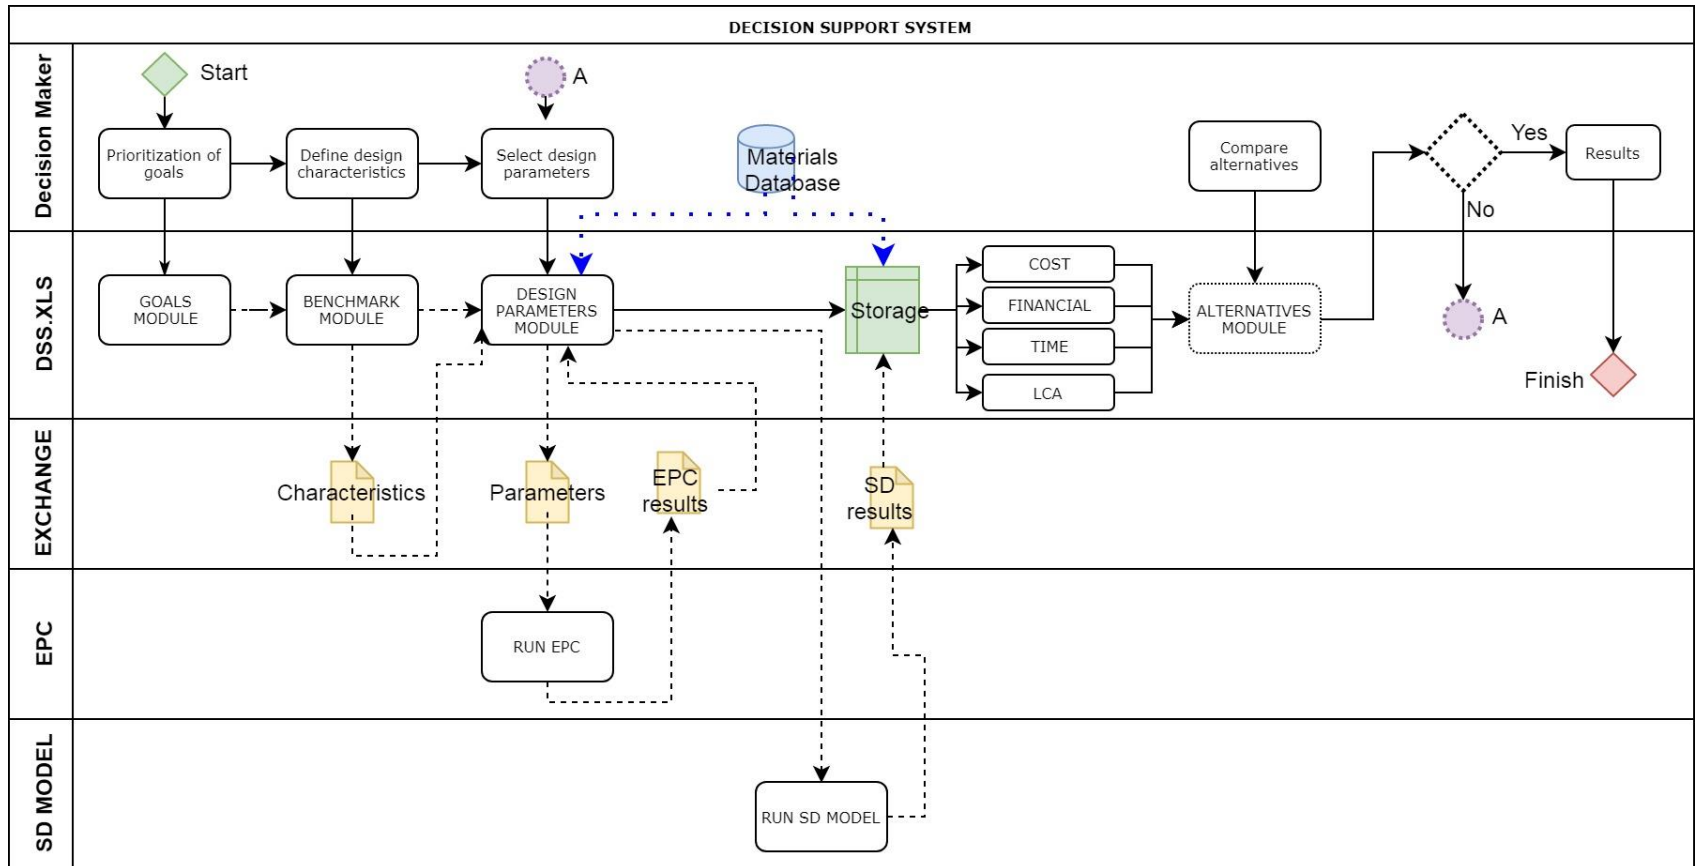 DECISION SUPPORT SYSTEM
Decision Maker
Start
A
Prioritization of
goals
Define design
characteristics
Select design
parameters
Materials
Database
Compare
alternatives
Yes
No
Results
DSS.XLS
GOALS
MODULE
BENCHMARK
MODULE
DESIGN
PARAMETERS
MODULE
Storage
COST
FINANCIAL
TIME
LCA
ALTERNATIVES
MODULE
A
Finish
EXCHANGE
Characteristics
Parameters
EPC
results
SD
results
EPC
RUN EPC
SD MODEL
RUN SD MODEL